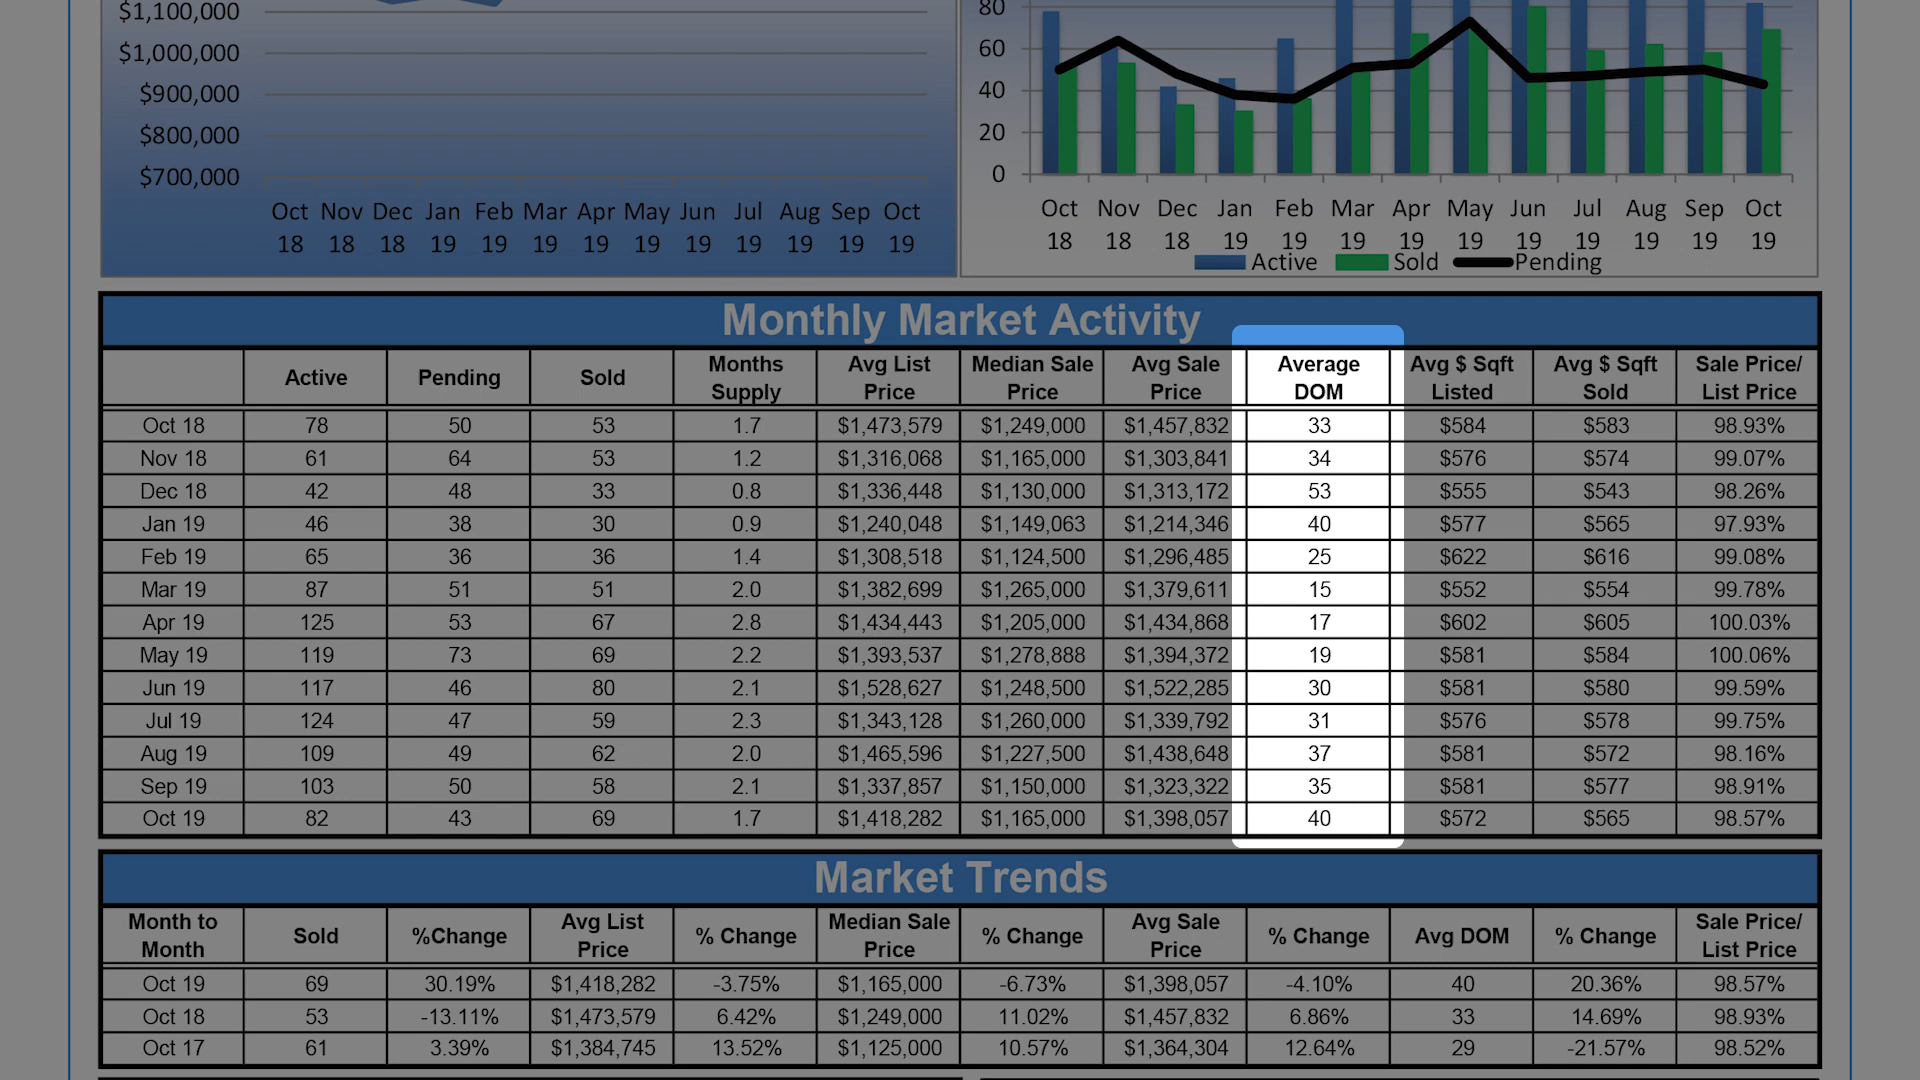 $1,100,000
$1,000,000
$900,000
$800,000
$700,000
Oct Nov Dec Jan Feb Mar Apr May Jun Jul Aug Sep Oct
18 18 18 19 19 19 19 19 19 19 19 19 19
80
60
40
20
0
Oct Nov Dec Jan Feb Mar Apr May Jun Jul Aug Sep Oct
18 18 18 19 19 19 19 19 19 19 19 19 19
Active Sold Pending
Monthly Market Activity
Active Pending Sold Months Supply Avg List Price Median Sale Price Avg Sale Price Average DOM Avg $ Sqft Listed Avg $ Sqft Sold Sale Price/ List Price
Oct 18 78 50 53 1.7 $1,473,579 $1,249,000 $1,457,832 33 $584 $583 98.93%
Nov 18 61 64 53 1.2 $1,316,068 $1,165,000 $1,303,841 34 $576 $574 99.07%
Dec 18 42 48 33 0.8 $1,336,448 $1,130,000 $1,313,172 53 $555 $543 98.26%
Jan 19 46 38 30 0.9 $1,240,048 $1,149,063 $1,214,346 40 $577 $565 97.93%
Feb 19 65 36 36 1.4 $1,308,518 $1,124,500 $1,296,485 25 $622 $616 99.08%
Mar 19 87 51 51 2.0 $1,382,699 $1,265,000 $1,379,611 15 $552 $554 99.78%
Apr 19 125 53 67 2.8 $1,434,443 $1,205,000 $1,434,868 17 $602 $605 100.03%
May 19 119 73 69 2.2 $1,393,537 $1,278,888 $1,394,372 19 $581 $584 100.06%
Jun 19 117 46 80 2.1 $1,528,627 $1,248,500 $1,522,285 30 $581 $580 99.59%
Jul 19 124 47 59 2.3 $1,343,128 $1,260,000 $1,339,792 31 $576 $578 99.75%
Aug 19 109 49 62 2.0 $1,465,596 $1,227,500 $1,438,648 37 $581 $572 98.16%
Sep 19 103 50 58 2.1 $1,337,857 $1,150,000 $1,323,322 35 $581 $577 98.91%
Oct 19 82 43 69 1.7 $1,418,282 $1,165,000 $1,398,057 40 $572 $565 98.57%
Market Trends
Month to Month Sold %Change Avg List Price % Change Median Sale Price % Change Avg Sale Price % Change Avg DOM % Change Sale Price/ List Price
Oct 19 69 30.19% $1,418,282 -3.75% $1,165,000 -6.73% $1,398,057 -4.10% 40 20.36% 98.57%
Oct 18 53 -13.11% $1,473,579 6.42% $1,249,000 11.02% $1,457,832 6.86% 33 14.69% 98.93%
Oct 17 61 3.39% $1,384,745 13.52% $1,125,000 10.57% $1,364,304 12.64% 29 -21.57% 98.52%